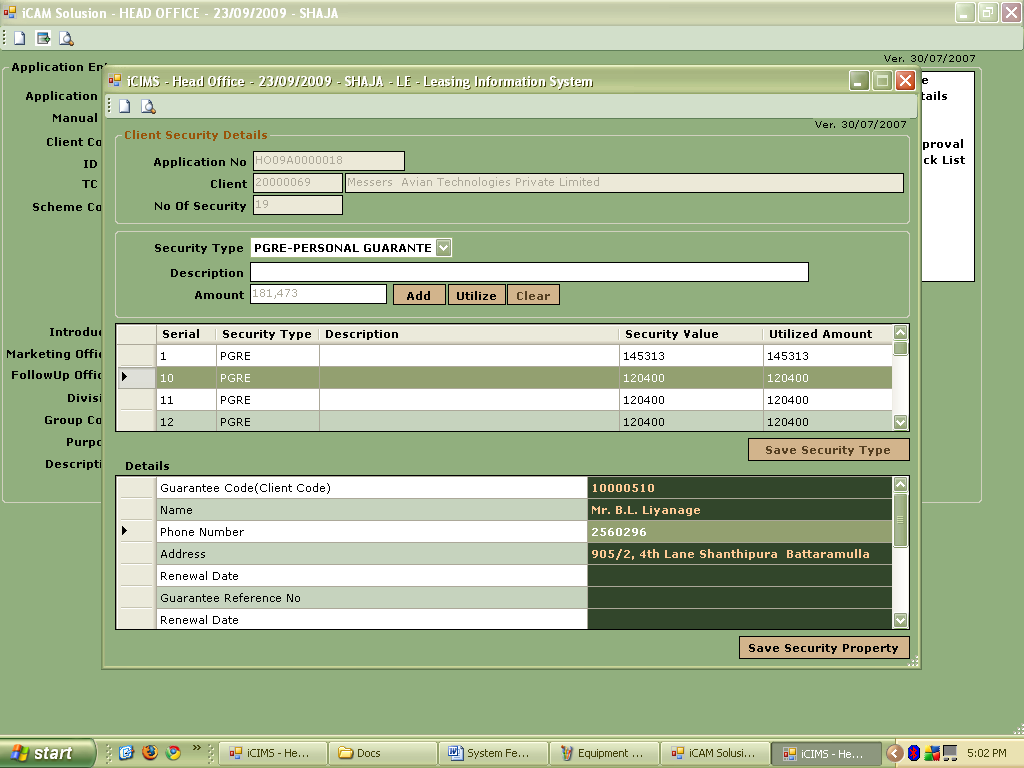 iCAM Solusion - HEAD OFFICE - 23/09/2009 - SHAJA
Ver. 30/07/2007
Application En
Application
Manual
Client Co
ID
TC
Scheme Co
Introduc
Marketing Offic
FollowUp Offic
Divisi
Group Co
Purpo
Descripti
e
tails
proval
ck List
iCIMS - Head Office - 23/09/2009 - SHAJA - LE - Leasing Information System
Ver. 30/07/2007
Client Security Details
Application No HO09A0000018
Client 20000069 Messers Avian Technologies Private Limited
No Of Security 19
Security Type PGRE-PERSONAL GUARANTE
Description
Amount 181,473 Add Utilize Clear
Serial Security Type Description Security Value Utilized Amount
1 PGRE 145313 145313
10 PGRE 120400 120400
11 PGRE 120400 120400
12 PGRE 120400 120400
Save Security Type
Details
Guarantee Code(Client Code) 10000510
Name Mr. B.L. Liyanage
Phone Number 2560296
Address 905/2, 4th Lane Shanthipura Battaramulla
Renewal Date
Guarantee Reference No
Renewal Date
Save Security Property
start » iCIMS - He... Docs System Fe... Equipment ... iCAM Solusi... iCIMS - He... 5:02 PM